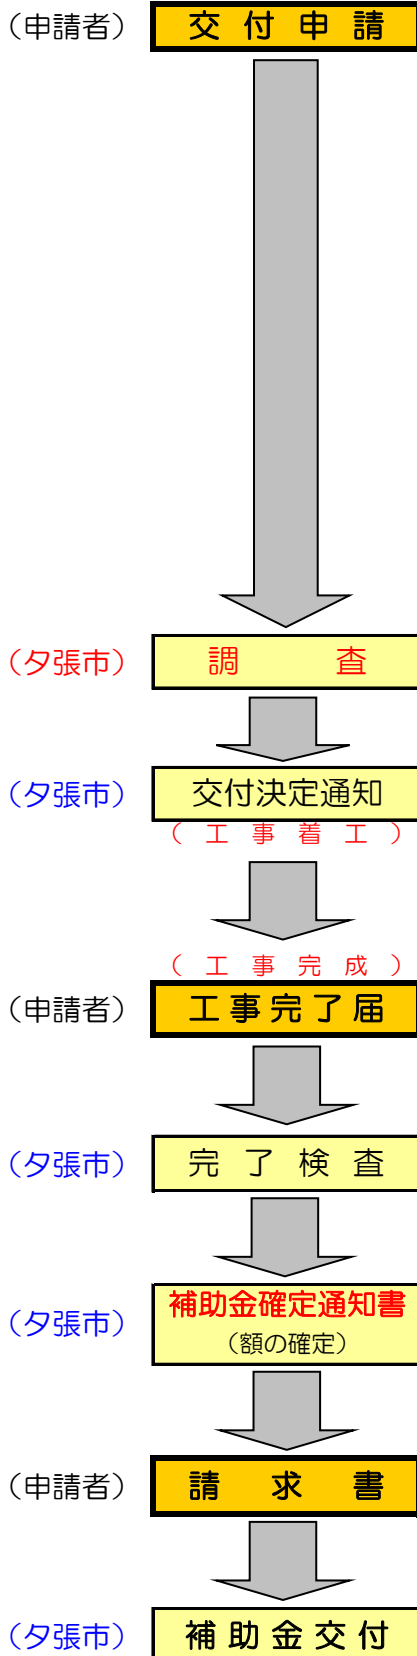 （申請者） 交付申請
（夕張市） 調査
（夕張市） 交付決定通知
（工事着工）
（工事完成）
（申請者） 工事完了届
（夕張市） 完了検査
（夕張市） 補助金確定通知書
（額の確定）
（申請者） 請求書
（夕張市） 補助金交付